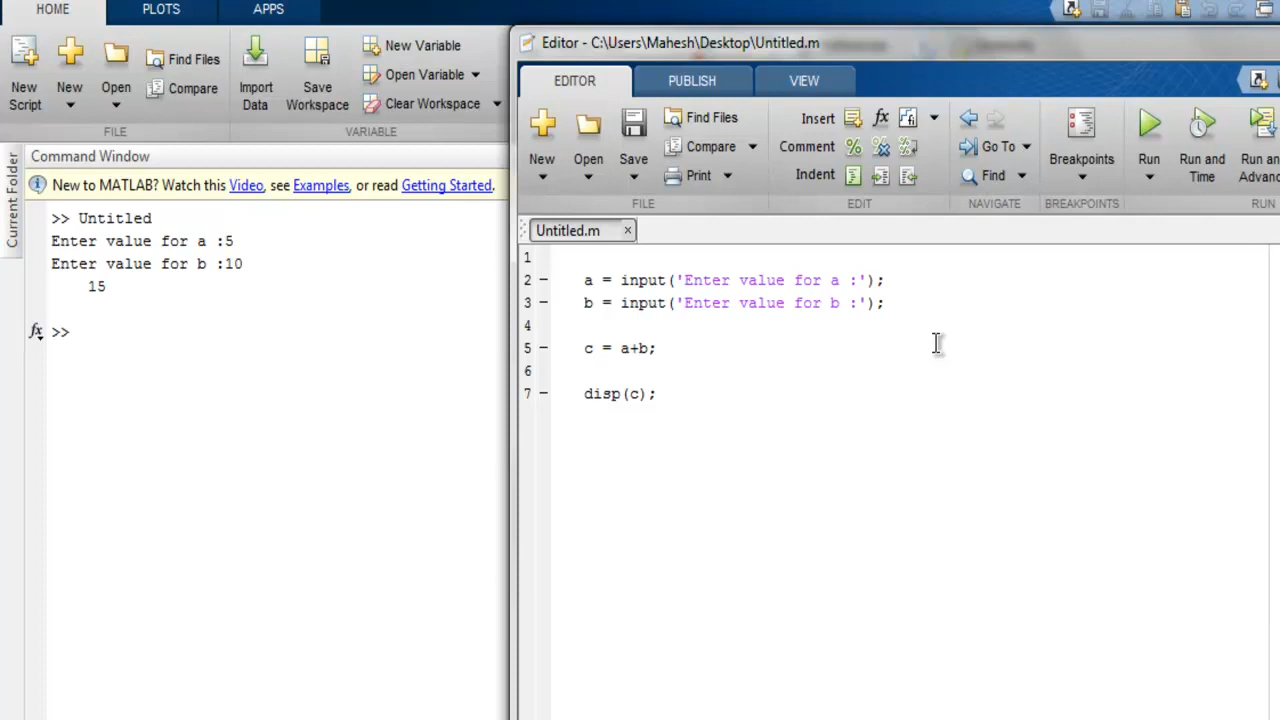 HOME PLOTS APPS
New Script New Open Find Files Compare Import Data Save Workspace New Variable Open Variable Clear Workspace
FILE VARIABLE
Current Folder
Command Window
New to MATLAB? Watch this Video, see Examples, or read Getting Started.
>> Untitled
Enter value for a :5
Enter value for b :10
15
fx >>
Editor - C:\Users\Mahesh\Desktop\Untitled.m
EDITOR PUBLISH VIEW
New Open Save Find Files Compare Print Insert fx Comment Indent Go To Find Breakpoints Run Run and Time Run and Advanc
FILE EDIT NAVIGATE BREAKPOINTS RUN
Untitled.m ×
1
2 – a = input('Enter value for a :');
3 – b = input('Enter value for b :');
4
5 – c = a+b;
6
7 – disp(c);